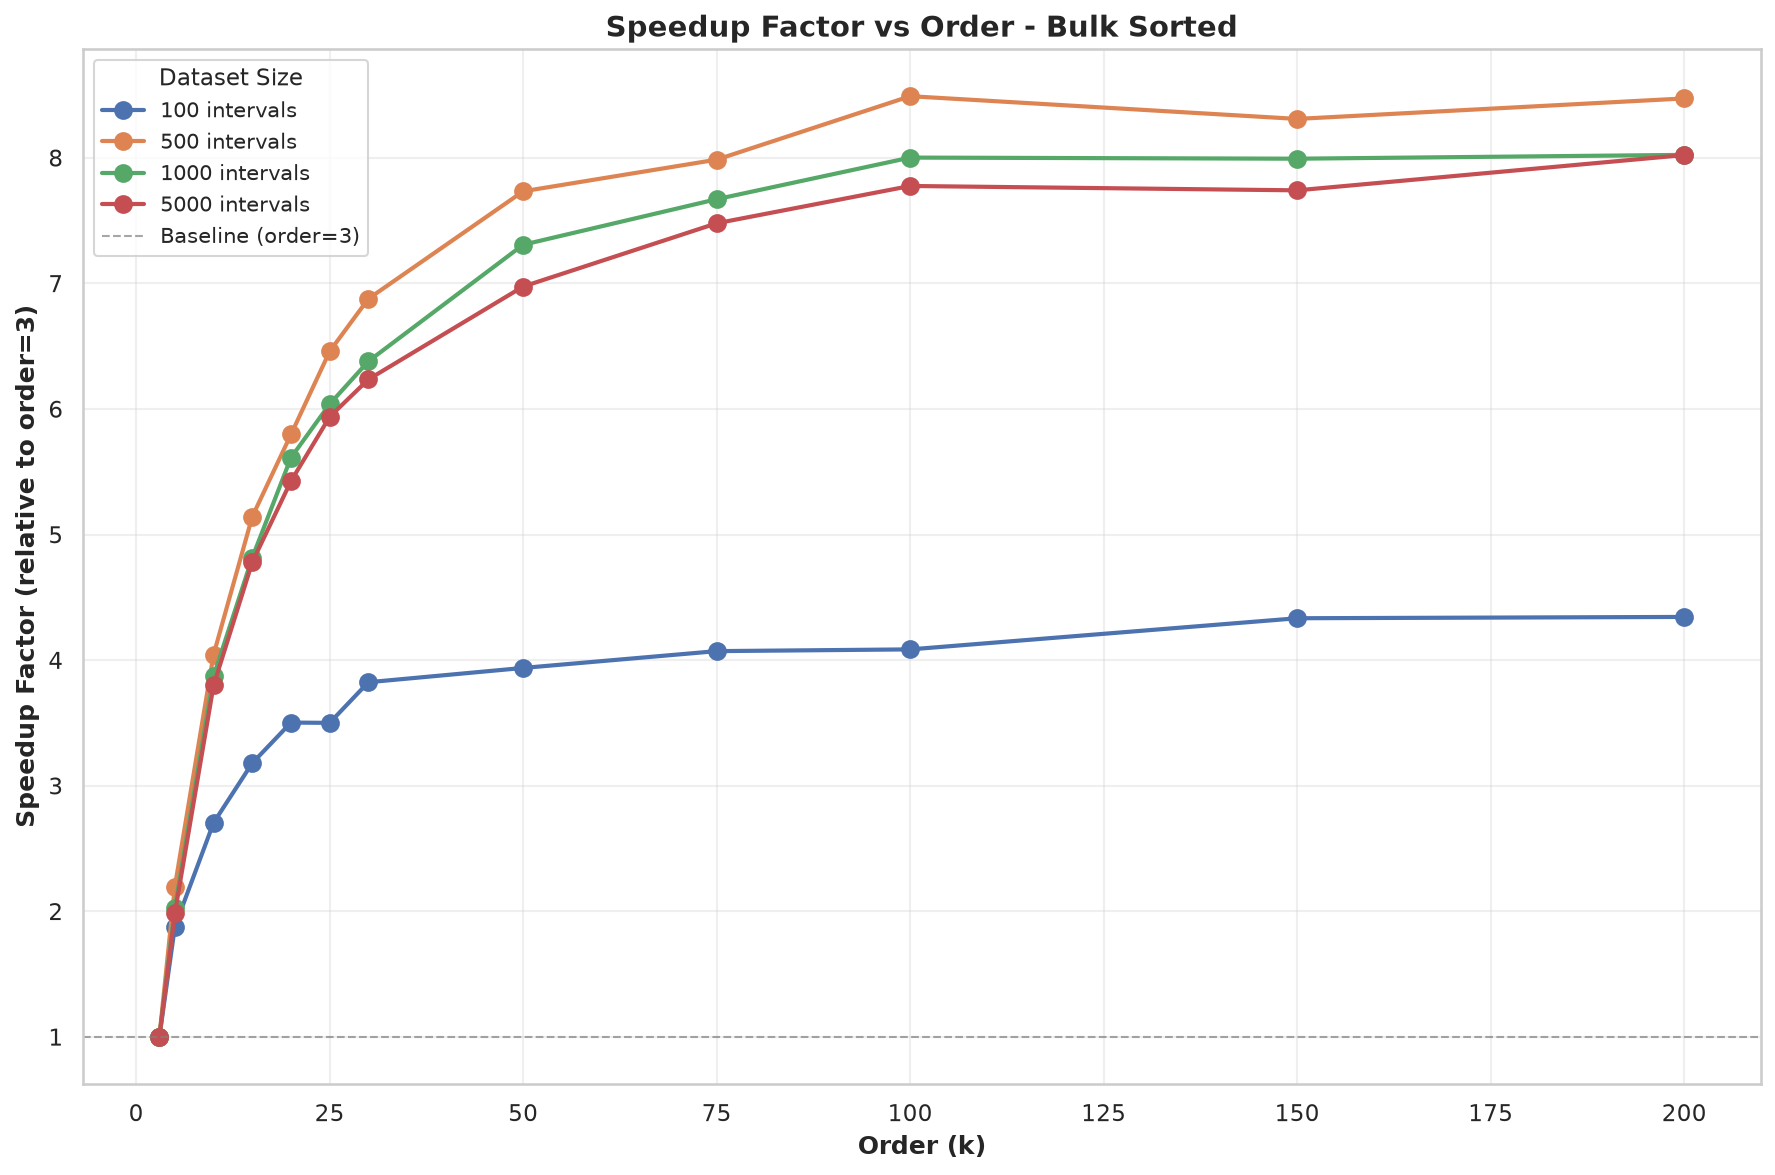 Speedup Factor vs Order - Bulk Sorted
Dataset Size
100 intervals
500 intervals
1000 intervals
5000 intervals
Baseline (order=3)
Speedup Factor (relative to order=3)
8
7
6
5
4
3
2
1
0 25 50 75 100 125 150 175 200
Order (k)